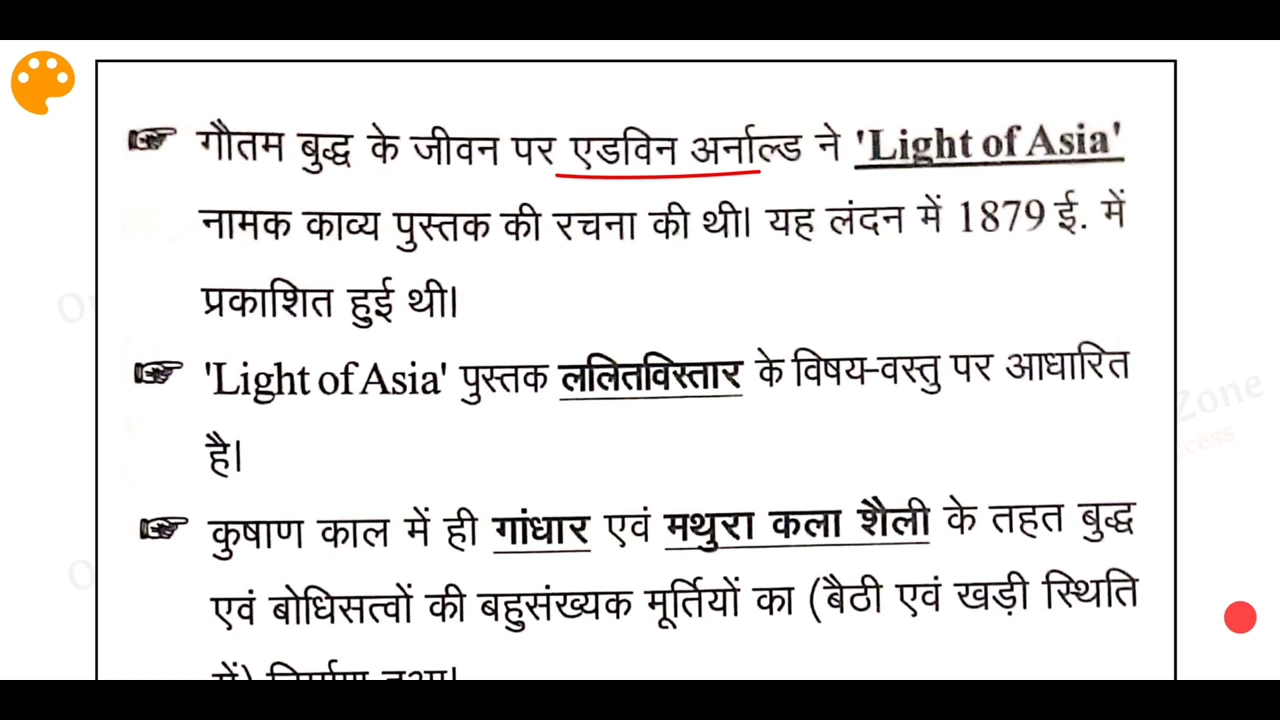 गौतम बुद्ध के जीवन पर एडविन अर्नाल्ड ने 'Light of Asia'
नामक काव्य पुस्तक की रचना की थी। यह लंदन में 1879 ई. में
प्रकाशित हुई थी।
'Light of Asia' पुस्तक ललितविस्तार के विषय-वस्तु पर आधारित
है।
Zone
कुषाण काल में ही गांधार एवं मथुरा कला शैली के तहत बुद्ध
एवं बोधिसत्वों की बहुसंख्यक मूर्तियों का (बैठी एवं खड़ी स्थिति